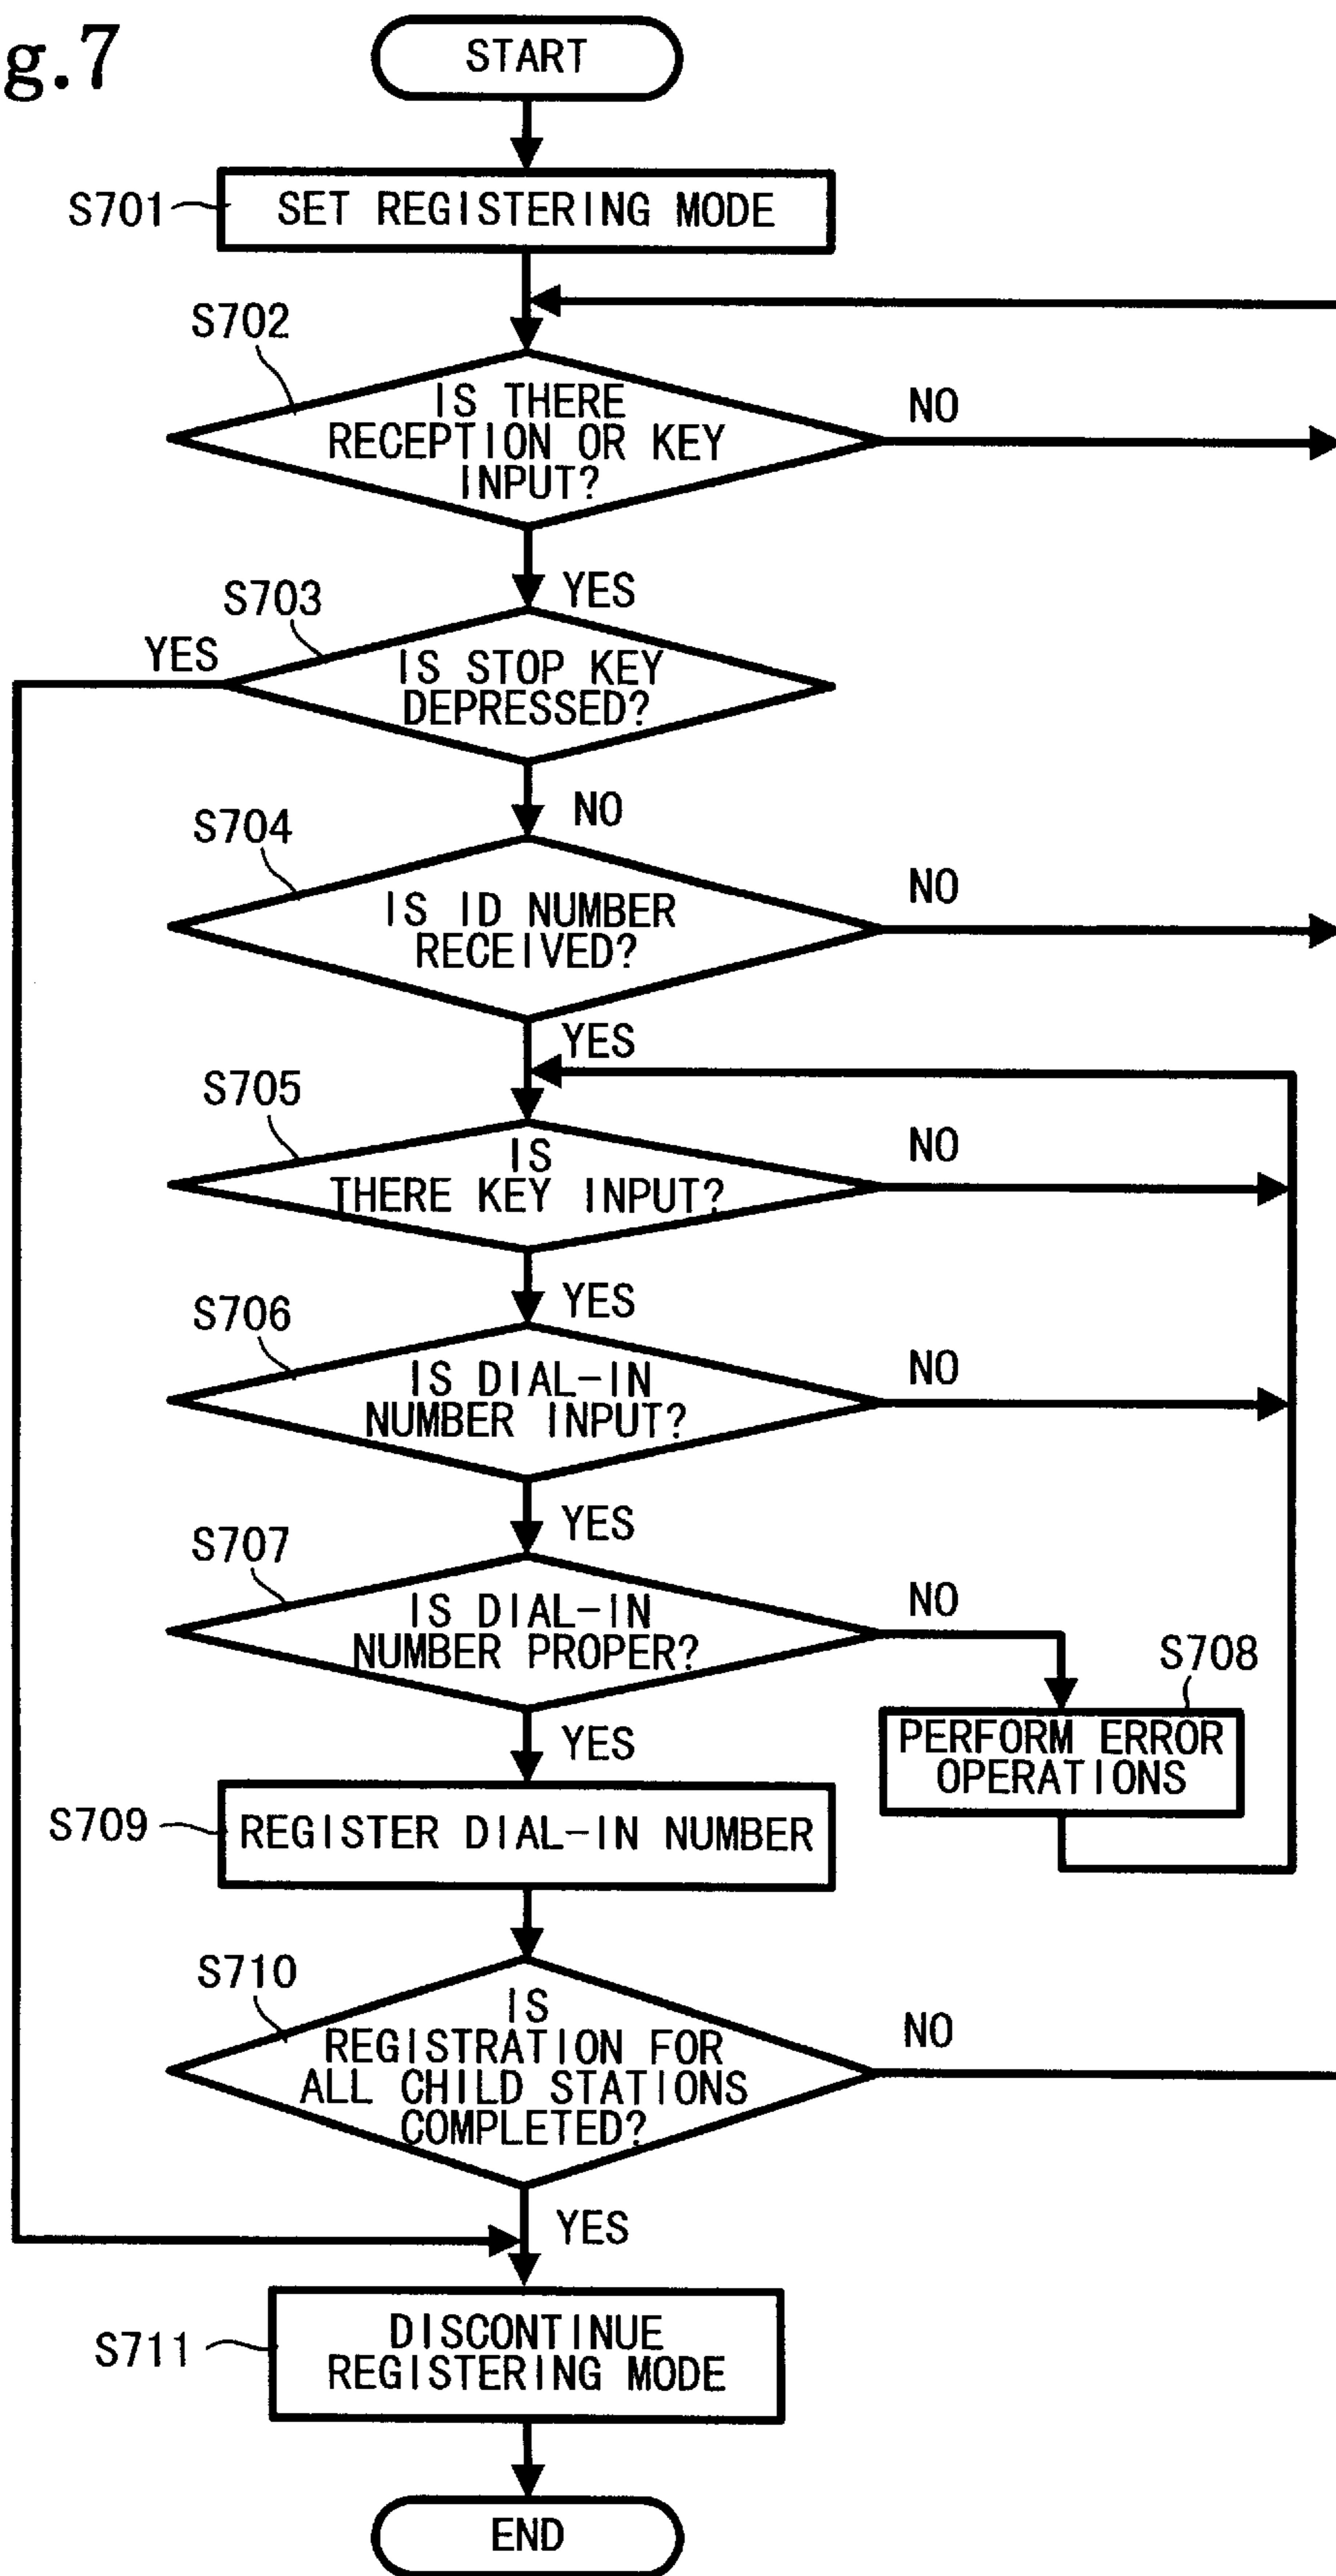 g.7
START
S701
SET REGISTERING MODE
S702
IS THERE
RECEPTION OR KEY
INPUT?
NO
YES
S703
YES
IS STOP KEY
DEPRESSED?
NO
S704
IS ID NUMBER
RECEIVED?
NO
YES
S705
IS
THERE KEY INPUT?
NO
YES
S706
IS DIAL-IN
NUMBER INPUT?
NO
YES
S707
IS DIAL-IN
NUMBER PROPER?
NO
S708
PERFORM ERROR
OPERATIONS
YES
S709
REGISTER DIAL-IN NUMBER
S710
IS
REGISTRATION FOR
ALL CHILD STATIONS
COMPLETED?
NO
YES
S711
DISCONTINUE
REGISTERING MODE
END